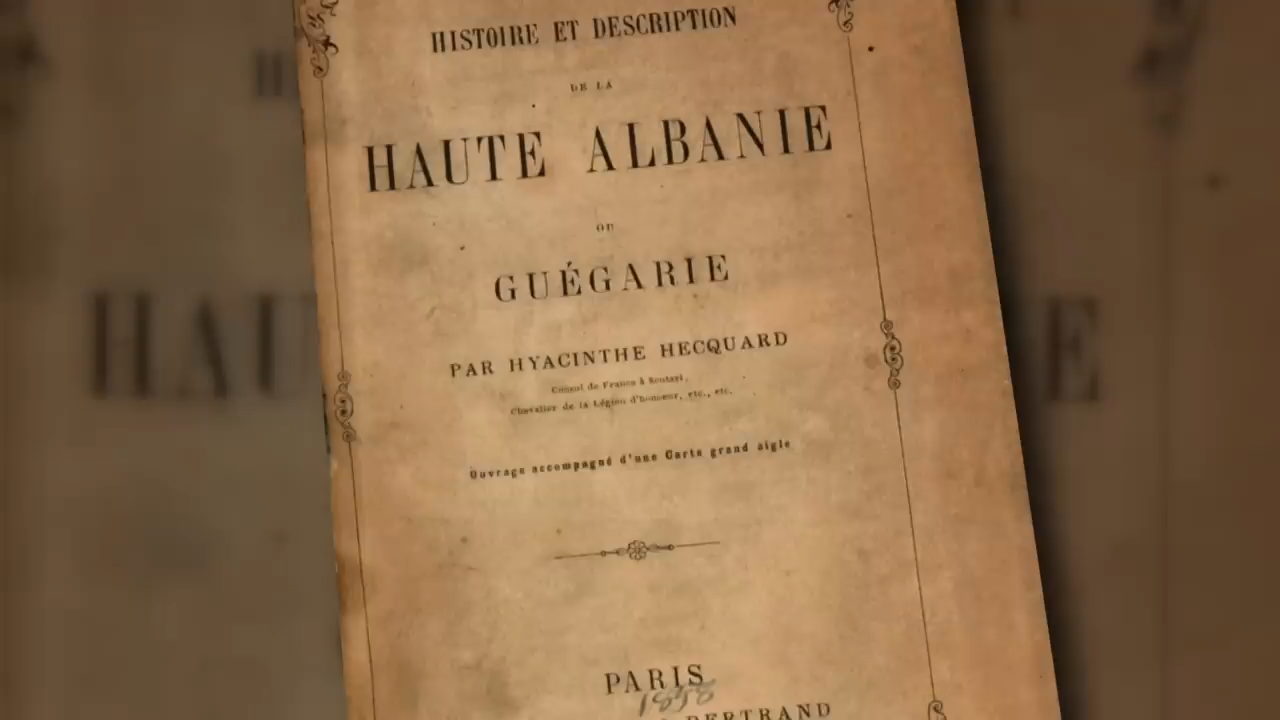 HISTOIRE ET DESCRIPTION
DE LA
HAUTE ALBANIE
OU
GUÉGARIE
PAR HYACINTHE HECQUARD
Consul de France à Scutari,
Chevalier de la Légion d'honneur, etc., etc.
Ouvrage accompagné d'une Carte grand aigle
PARIS
1858
BERTRAND